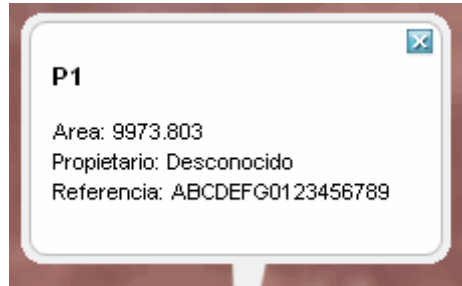 P1
Area: 9973.803
Propietario: Desconocido
Referencia: ABCDEFG0123456789